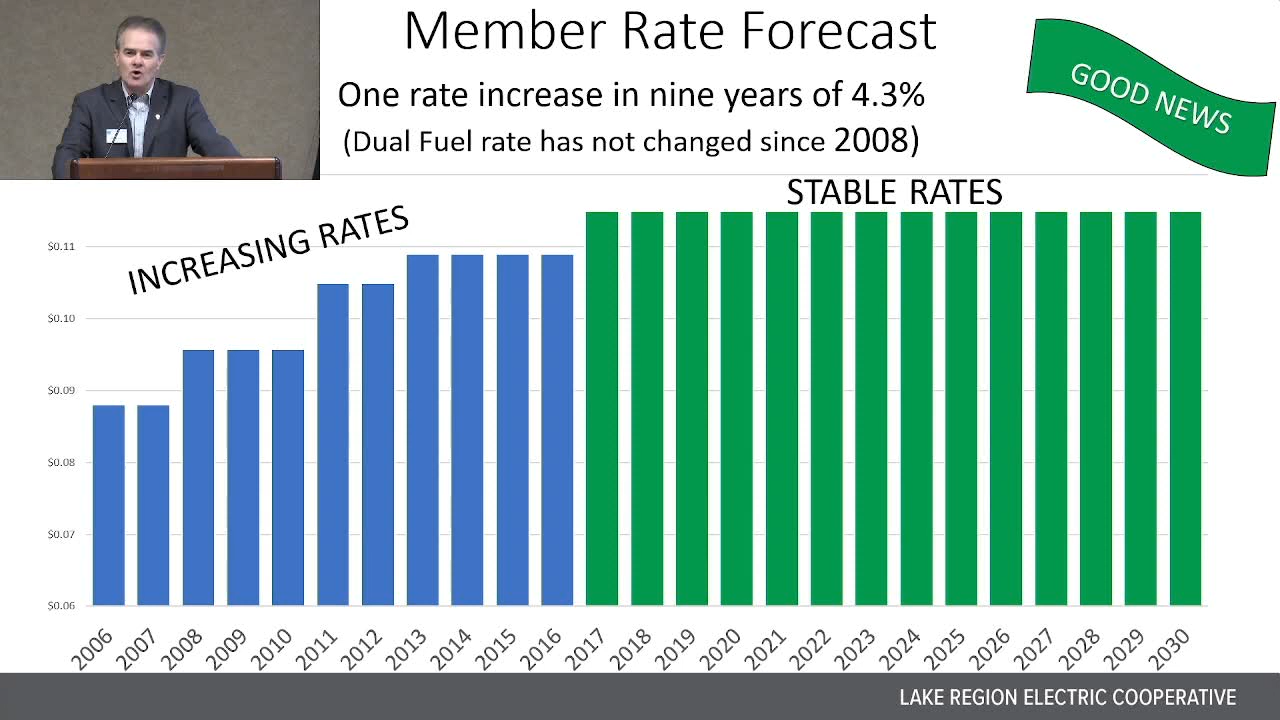 Member Rate Forecast
One rate increase in nine years of 4.3%
(Dual Fuel rate has not changed since 2008)
GOOD NEWS
INCREASING RATES
STABLE RATES
$0.11
$0.10
$0.09
$0.08
$0.07
$0.06
2006 2007 2008 2009 2010 2011 2012 2013 2014 2015 2016 2017 2018 2019 2020 2021 2022 2023 2024 2025 2026 2027 2028 2029 2030
LAKE REGION ELECTRIC COOPERATIVE